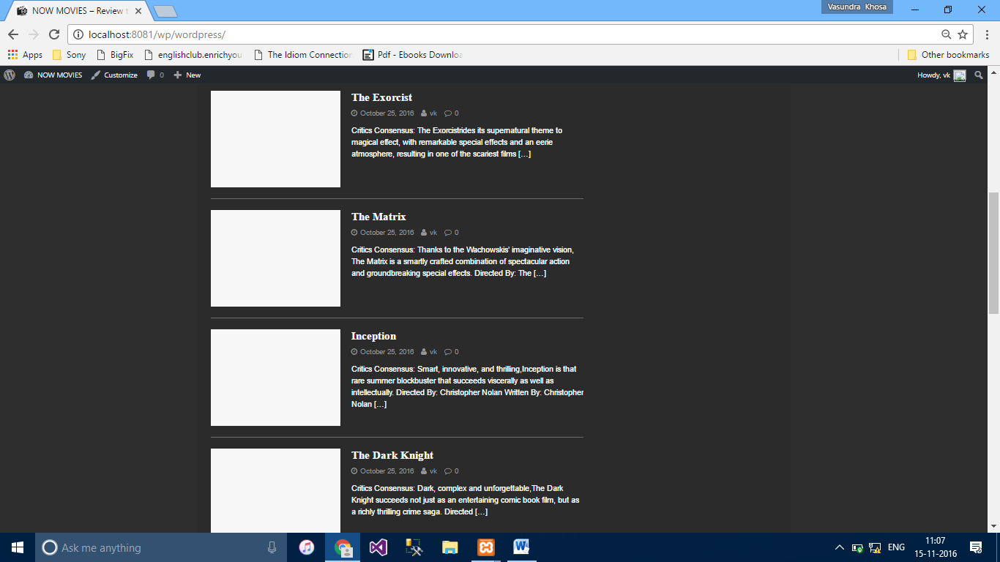 NOW MOVIES – Review t
Vasundra Khosa
localhost:8081/wp/wordpress/
Apps Sony BigFix englishclub.enrichyou The Idiom Connection Pdf - Ebooks Downloa Other bookmarks
NOW MOVIES Customize 0 New Howdy, vk
The Exorcist
October 25, 2016 vk 0
Critics Consensus: The Exorcistrides its supernatural theme to
magical effect, with remarkable special effects and an eerie
atmosphere, resulting in one of the scariest films […]
The Matrix
October 25, 2016 vk 0
Critics Consensus: Thanks to the Wachowskis' imaginative vision,
The Matrix is a smartly crafted combination of spectacular action
and groundbreaking special effects. Directed By: The […]
Inception
October 25, 2016 vk 0
Critics Consensus: Smart, innovative, and thrilling,Inception is that
rare summer blockbuster that succeeds viscerally as well as
intellectually. Directed By: Christopher Nolan Written By: Christopher
Nolan […]
The Dark Knight
October 25, 2016 vk 0
Critics Consensus: Dark, complex and unforgettable,The Dark
Knight succeeds not just as an entertaining comic book film, but as
a richly thrilling crime saga. Directed […]
Ask me anything
ENG
11:07
15-11-2016